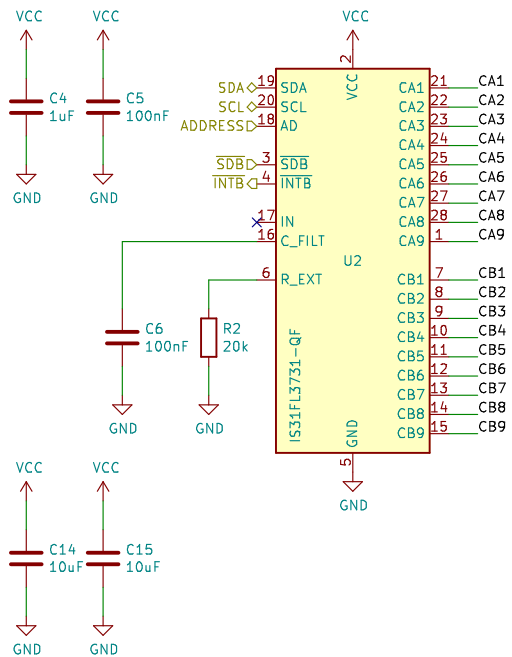 VCC VCC VCC
2
VCC
C4
1uF
C5
100nF
SDA 19 SDA
SCL 20 SCL
ADDRESS 18 AD
SDB 3 SDB
INTB 4 INTB
17 IN
16 C_FILT
6 R_EXT
CA1 21 CA1
CA2 22 CA2
CA3 23 CA3
CA4 24 CA4
CA5 25 CA5
CA6 26 CA6
CA7 27 CA7
CA8 28 CA8
CA9 1 CA9
GND GND
U2
CB1 7 CB1
CB2 8 CB2
CB3 9 CB3
CB4 10 CB4
CB5 11 CB5
CB6 12 CB6
CB7 13 CB7
CB8 14 CB8
CB9 15 CB9
C6
100nF
R2
20k
IS31FL3731-QF
GND
5
GND GND
GND
VCC VCC
C14
10uF
C15
10uF
GND GND